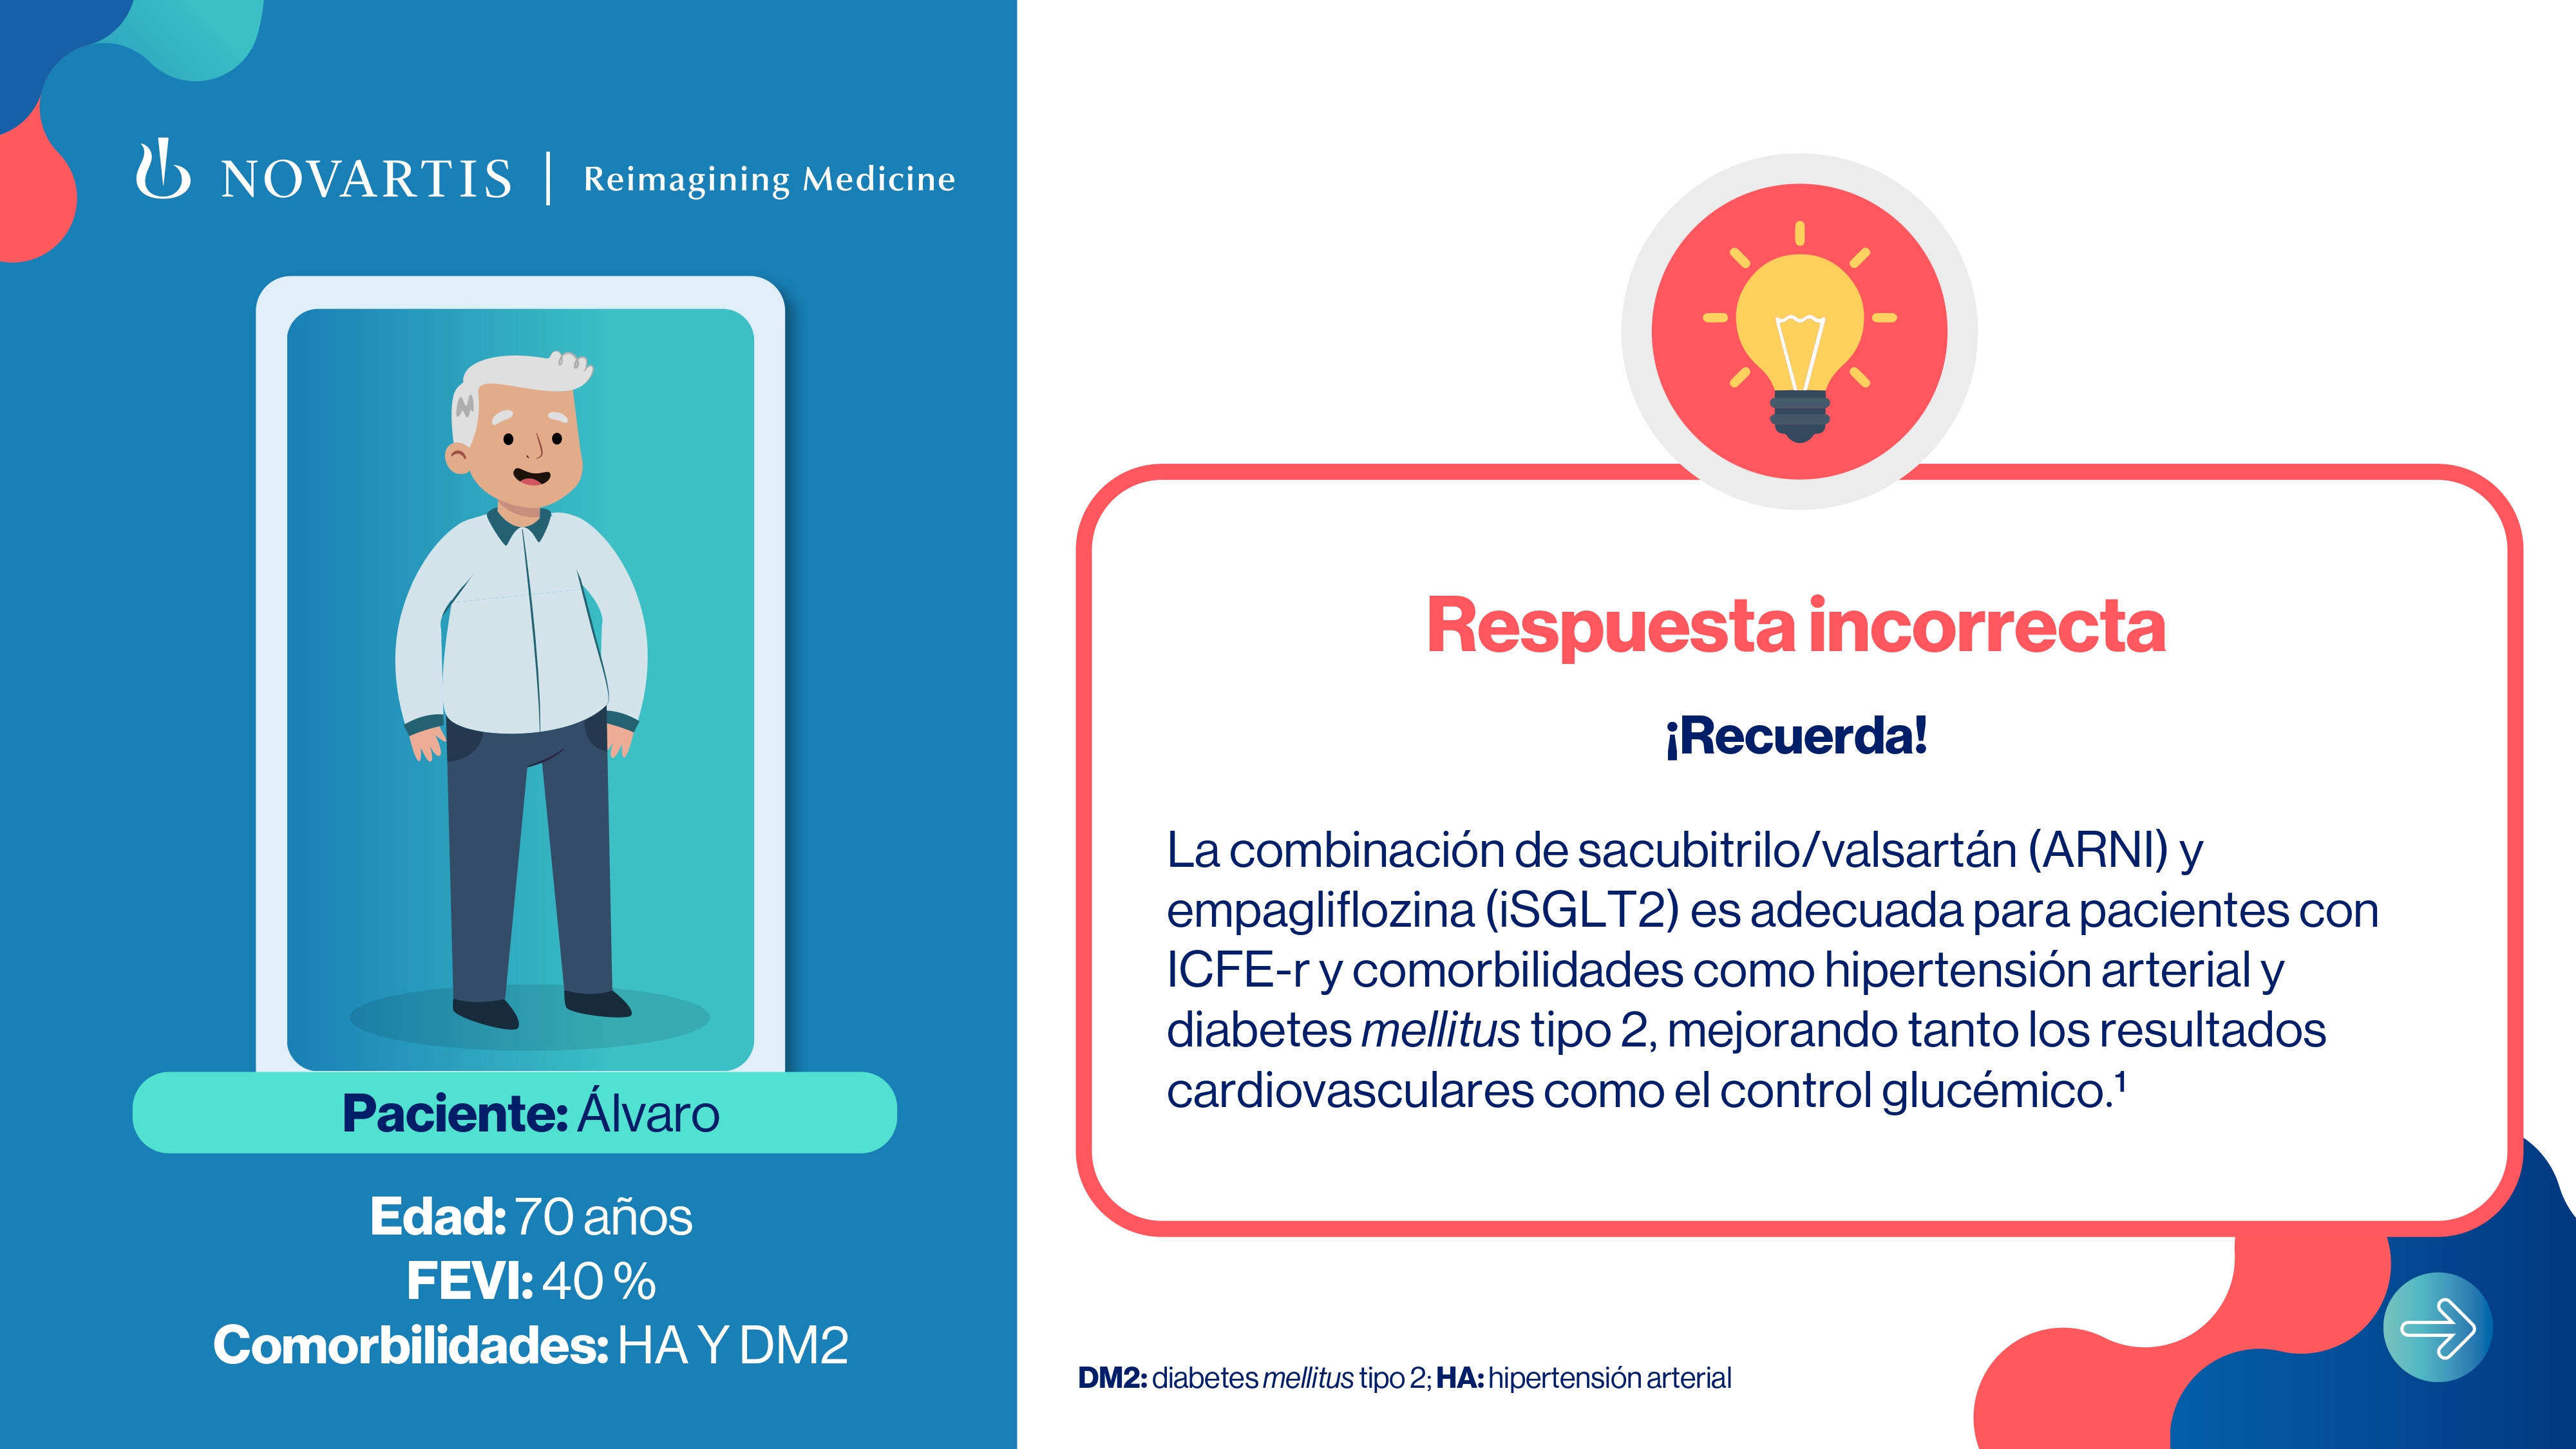 NOVARTIS | Reimagining Medicine
Paciente: Álvaro
Edad: 70 años
FEVI: 40 %
Comorbilidades: HA Y DM2
Respuesta incorrecta
¡Recuerda!
La combinación de sacubitrilo/valsartán (ARNI) y
empagliflozina (iSGLT2) es adecuada para pacientes con
ICFE-r y comorbilidades como hipertensión arterial y
diabetes mellitus tipo 2, mejorando tanto los resultados
cardiovasculares como el control glucémico.¹
DM2: diabetes mellitus tipo 2; HA: hipertensión arterial